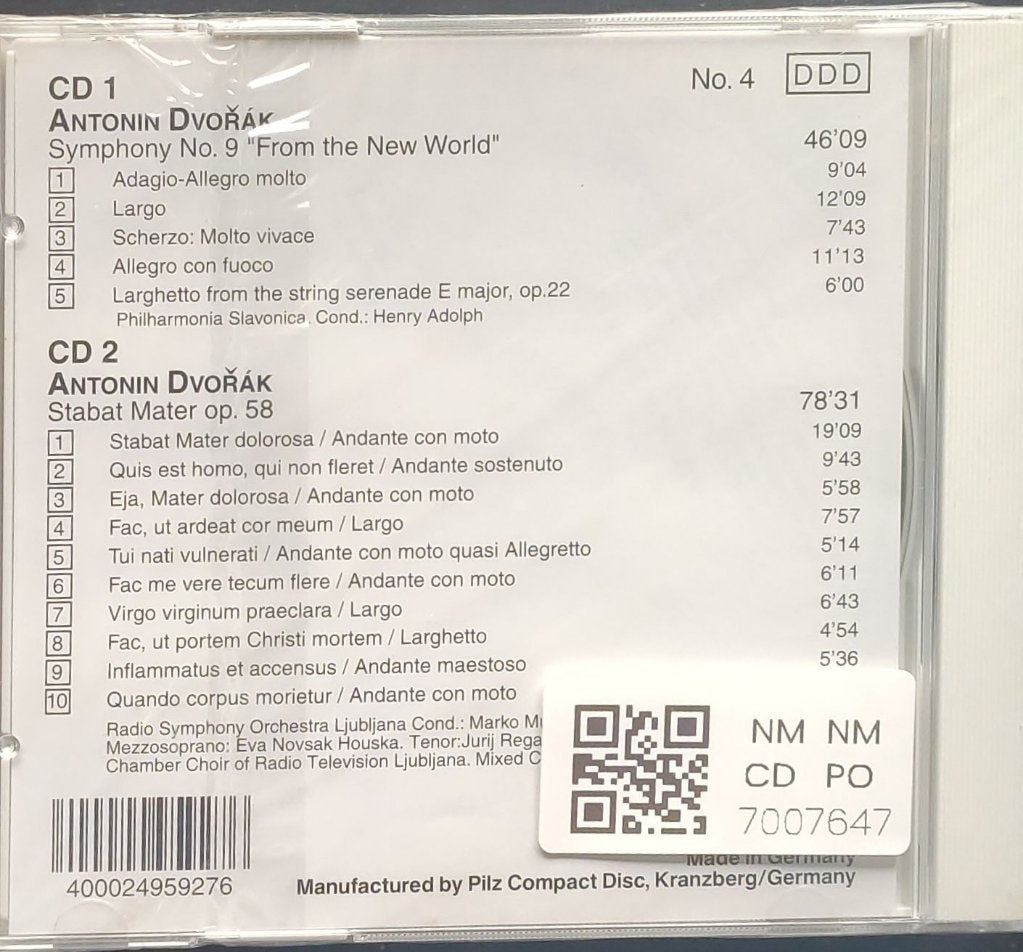 CD 1
No. 4 DDD
ANTONIN DVOŘÁK
Symphony No. 9 "From the New World" 46'09
1 Adagio-Allegro molto 9'04
2 Largo 12'09
3 Scherzo: Molto vivace 7'43
4 Allegro con fuoco 11'13
5 Larghetto from the string serenade E major, op.22 6'00
Philharmonia Slavonica. Cond.: Henry Adolph
CD 2
ANTONIN DVOŘÁK
Stabat Mater op. 58 78'31
1 Stabat Mater dolorosa / Andante con moto 19'09
2 Quis est homo, qui non fleret / Andante sostenuto 9'43
3 Eja, Mater dolorosa / Andante con moto 5'58
4 Fac, ut ardeat cor meum / Largo 7'57
5 Tui nati vulnerati / Andante con moto quasi Allegretto 5'14
6 Fac me vere tecum flere / Andante con moto 6'11
7 Virgo virginum praeclara / Largo 6'43
8 Fac, ut portem Christi mortem / Larghetto 4'54
9 Inflammatus et accensus / Andante maestoso 5'36
10 Quando corpus morietur / Andante con moto
Radio Symphony Orchestra Ljubljana Cond.: Marko
Mezzosoprano: Eva Novsak Houska. Tenor:Jurij
Chamber Choir of Radio Television Ljubljana. Mixed
NM NM
CD PO
7007647
Made in Germany
400024959276
Manufactured by Pilz Compact Disc, Kranzberg/Germany